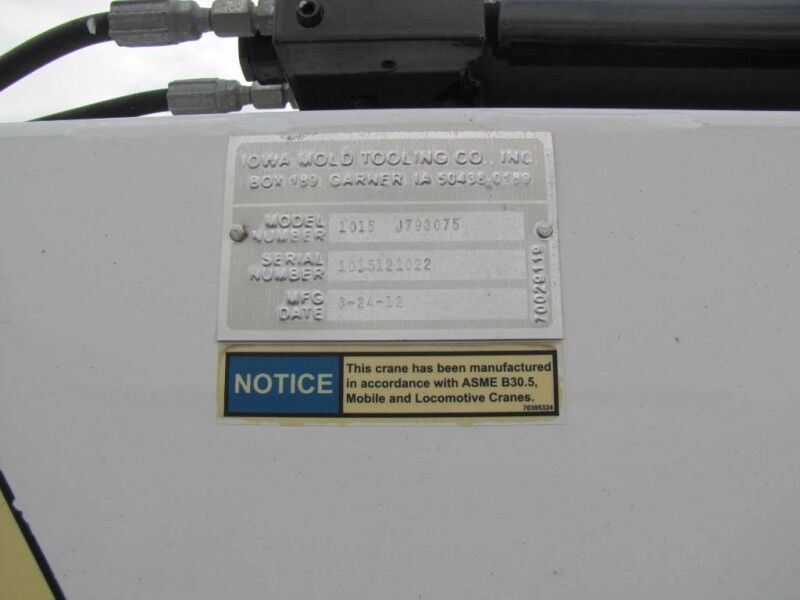 IOWA MOLD TOOLING CO., INC.
BOX 189 GARNER IA 50438-0189
MODEL NUMBER 1015 J793075
SERIAL NUMBER 1015121022
MFG DATE 3-24-12
70029119
NOTICE
This crane has been manufactured
in accordance with ASME B30.5,
Mobile and Locomotive Cranes.
70395324